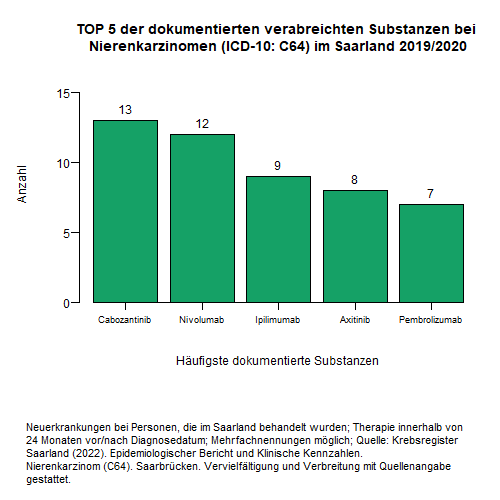 TOP 5 der dokumentierten verabreichten Substanzen bei
Nierenkarzinomen (ICD-10: C64) im Saarland 2019/2020
15
10
5
0
Anzahl
13
12
9
8
7
Cabozantinib
Nivolumab
Ipilimumab
Axitinib
Pembrolizumab
Häufigste dokumentierte Substanzen
Neuerkrankungen bei Personen, die im Saarland behandelt wurden; Therapie innerhalb von
24 Monaten vor/nach Diagnosedatum; Mehrfachnennungen möglich; Quelle: Krebsregister
Saarland (2022). Epidemiologischer Bericht und Klinische Kennzahlen.
Nierenkarzinom (C64). Saarbrücken. Vervielfältigung und Verbreitung mit Quellenangabe
gestattet.